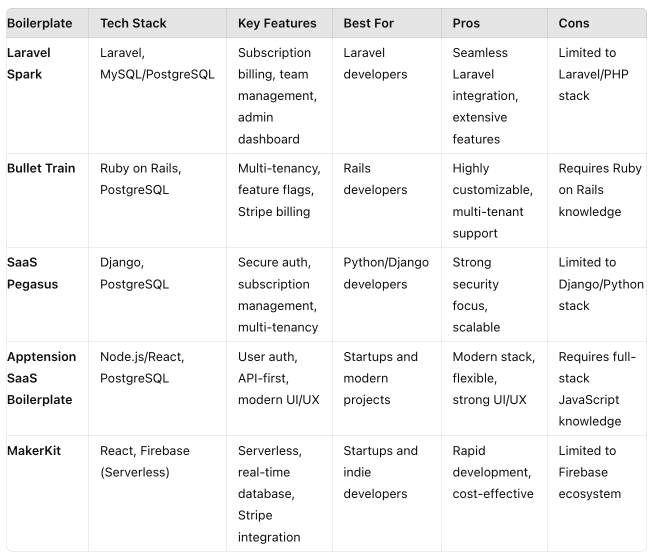 Boilerplate Tech Stack Key Features Best For Pros Cons
Laravel Spark
Laravel, MySQL/PostgreSQL
Subscription billing, team management, admin dashboard
Laravel developers
Seamless Laravel integration, extensive features
Limited to Laravel/PHP stack
Bullet Train
Ruby on Rails, PostgreSQL
Multi-tenancy, feature flags, Stripe billing
Rails developers
Highly customizable, multi-tenant support
Requires Ruby on Rails knowledge
SaaS Pegasus
Django, PostgreSQL
Secure auth, subscription management, multi-tenancy
Python/Django developers
Strong security focus, scalable
Limited to Django/Python stack
Apptension SaaS Boilerplate
Node.js/React, PostgreSQL
User auth, API-first, modern UI/UX
Startups and modern projects
Modern stack, flexible, strong UI/UX
Requires full-stack JavaScript knowledge
MakerKit
React, Firebase (Serverless)
Serverless, real-time database, Stripe integration
Startups and indie developers
Rapid development, cost-effective
Limited to Firebase ecosystem